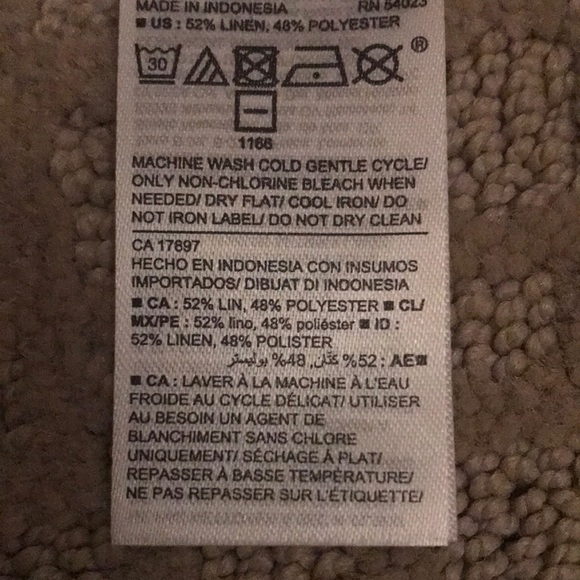 MADE IN INDONESIA RN 54023
■ US : 52% LINEN, 48% POLYESTER
30
®
1166
MACHINE WASH COLD GENTLE CYCLE/
ONLY NON-CHLORINE BLEACH WHEN
NEEDED/ DRY FLAT/ COOL IRON/ DO
NOT IRON LABEL/ DO NOT DRY CLEAN
CA 17897
HECHO EN INDONESIA CON INSUMOS
IMPORTADOS/ DIBUAT DI INDONESIA
■ CA : 52% LIN, 48% POLYESTER ■ CL/
MX/PE : 52% lino, 48% poliéster ■ ID :
52% LINEN, 48% POLISTER
■AE : 52% كتّان, 48% بوليستر
■ CA : LAVER À LA MACHINE À L'EAU
FROIDE AU CYCLE DÉLICAT/ UTILISER
AU BESOIN UN AGENT DE
BLANCHIMENT SANS CHLORE
UNIQUEMENT/ SÉCHAGE À PLAT/
REPASSER À BASSE TEMPÉRATURE/
NE PAS REPASSER SUR L'ÉTIQUETTE/